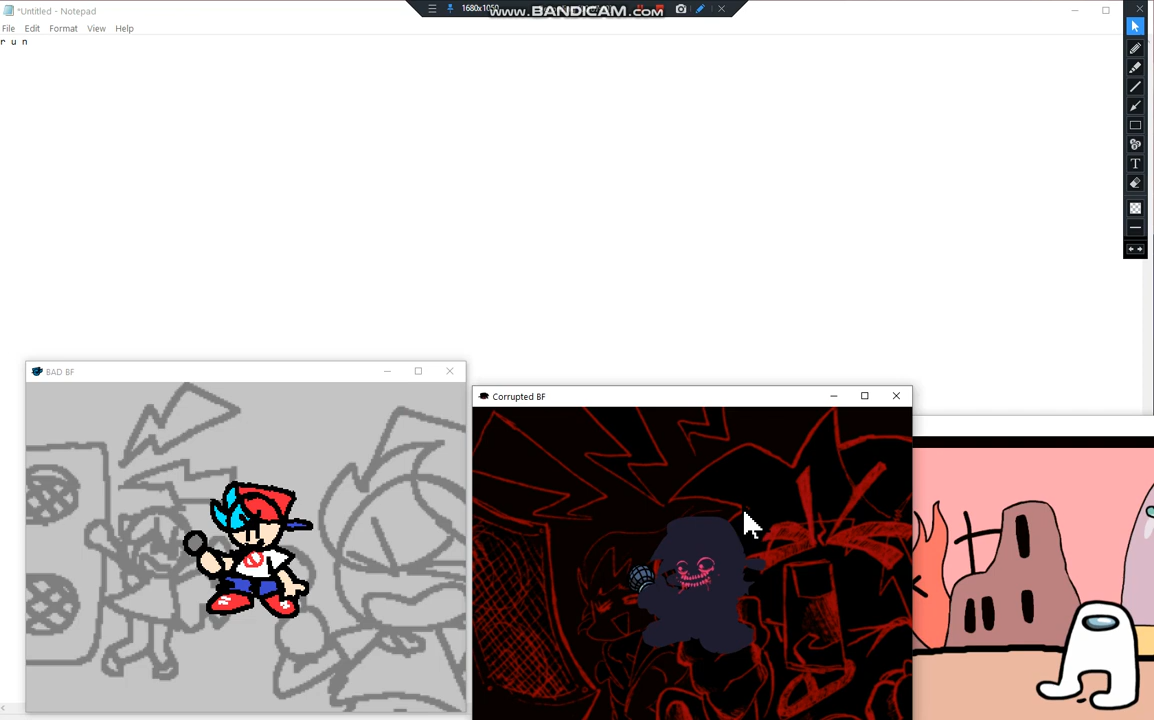 *Untitled - Notepad
1680x1050
www.BANDICAM.com
File Edit Format View Help
r u n
T
BAD BF
Corrupted BF